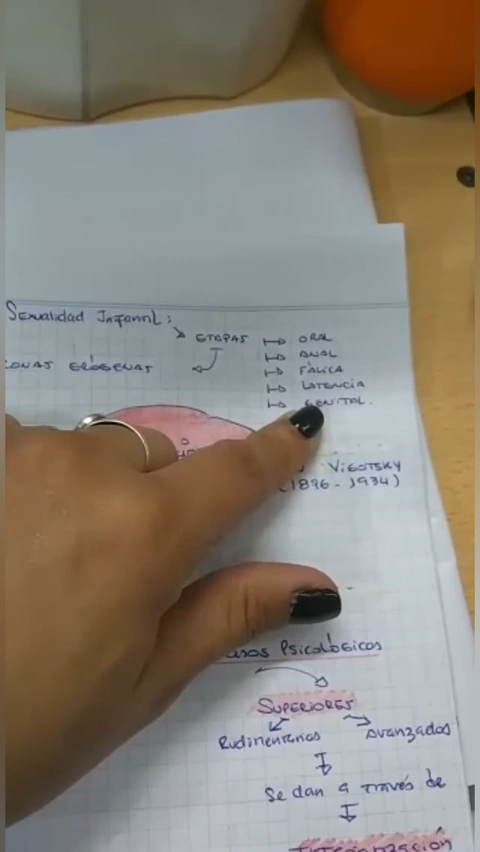 Sexualidad Infantil:
ETAPAS
ORAL
ANAL
FÁLICA
LATENCIA
GENITAL.
ZONAS ERÓGENAS
VIGOTSKY
(1896-1934)
Psicológicos
SUPERIORES
Rudimentarios
Avanzados
Se dan a través de